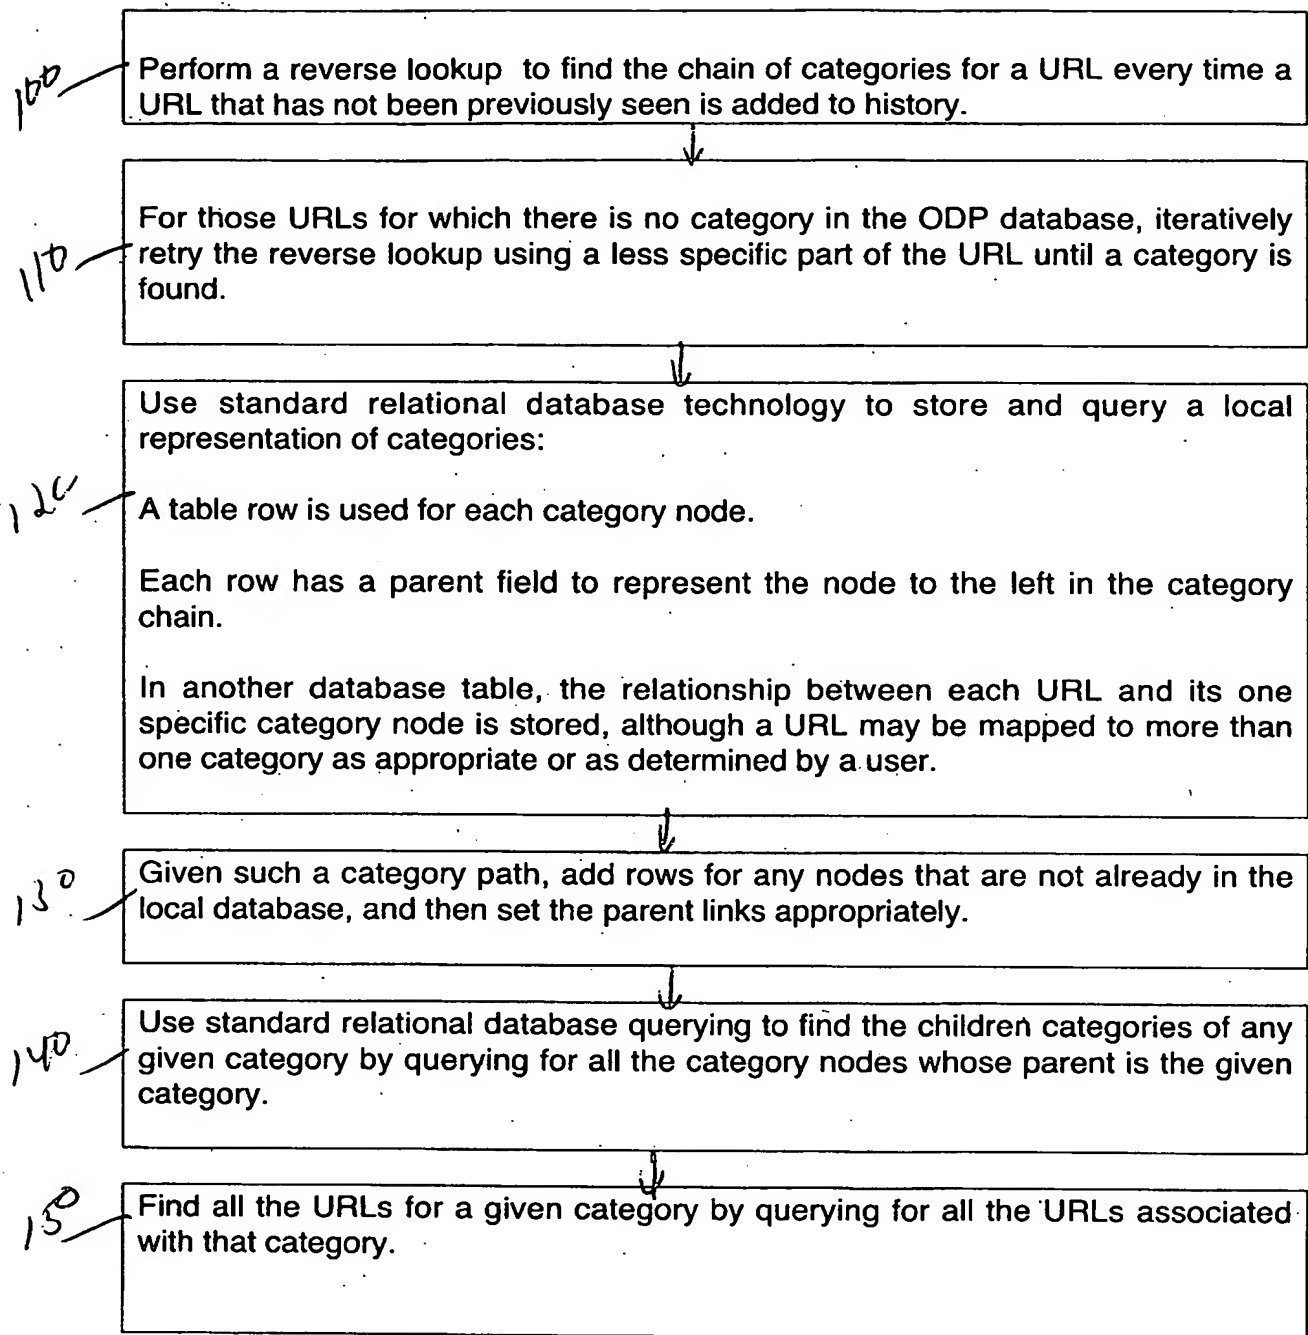 100
Perform a reverse lookup to find the chain of categories for a URL every time a
URL that has not been previously seen is added to history.
110
For those URLs for which there is no category in the ODP database, iteratively
retry the reverse lookup using a less specific part of the URL until a category is
found.
Use standard relational database technology to store and query a local
representation of categories:
120
A table row is used for each category node.
Each row has a parent field to represent the node to the left in the category
chain.
In another database table, the relationship between each URL and its one
specific category node is stored, although a URL may be mapped to more than
one category as appropriate or as determined by a user.
130
Given such a category path, add rows for any nodes that are not already in the
local database, and then set the parent links appropriately.
140
Use standard relational database querying to find the children categories of any
given category by querying for all the category nodes whose parent is the given
category.
150
Find all the URLs for a given category by querying for all the URLs associated
with that category.